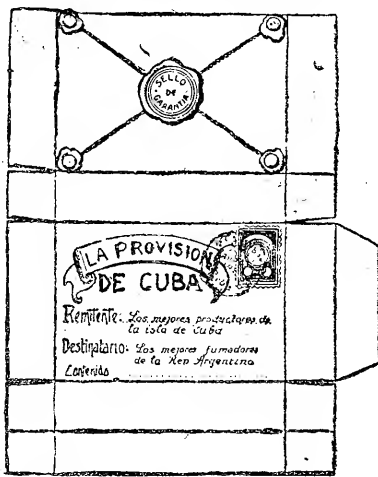 SELLO
DE
GARANTIA
LA PROVISION
DE CUBA
Remitente: Los mejores productores de
la isla de Cuba
Destinatario: Los mejores fumadores
de la Rep Argentina
Contenido